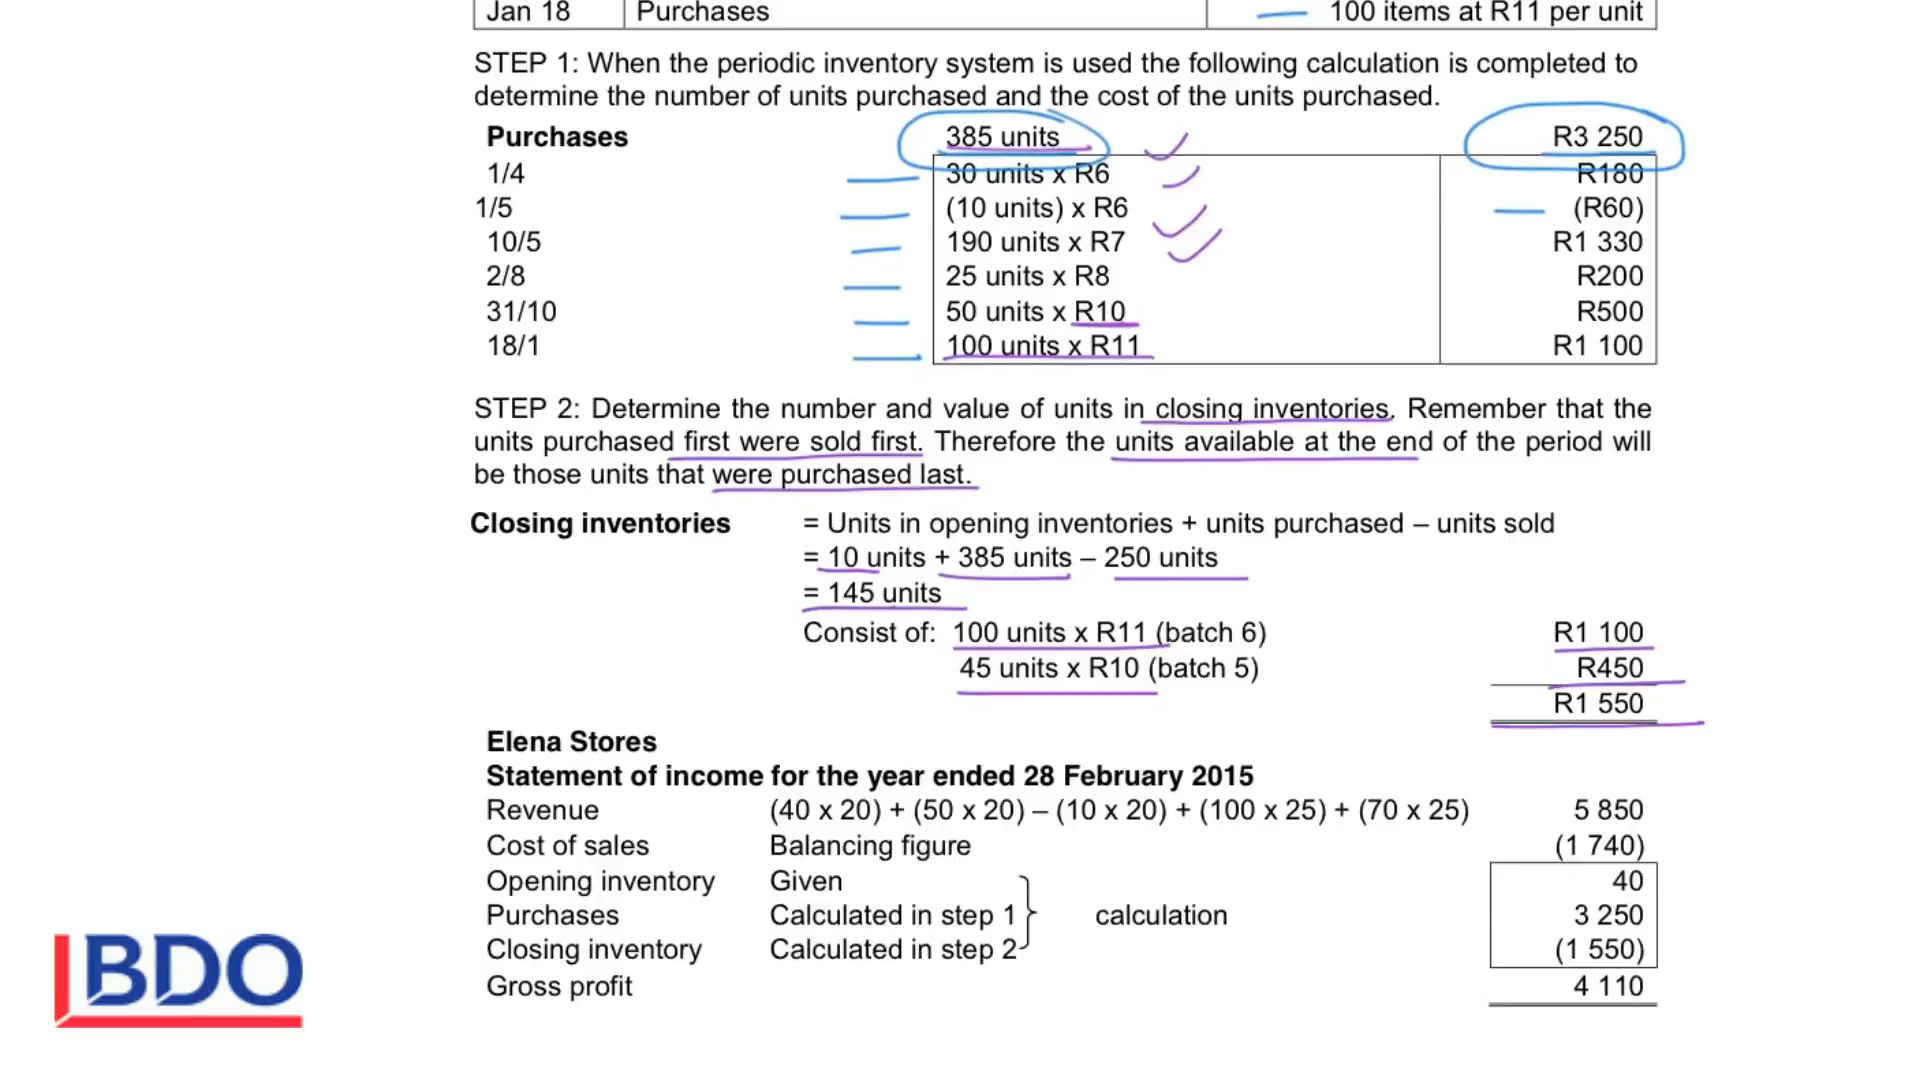 Jan 18 Purchases 100 items at R11 per unit
STEP 1: When the periodic inventory system is used the following calculation is completed to
determine the number of units purchased and the cost of the units purchased.
Purchases 385 units R3 250
1/4 30 units x R6 R180
1/5 (10 units) x R6 (R60)
10/5 190 units x R7 R1 330
2/8 25 units x R8 R200
31/10 50 units x R10 R500
18/1 100 units x R11 R1 100
STEP 2: Determine the number and value of units in closing inventories. Remember that the
units purchased first were sold first. Therefore the units available at the end of the period will
be those units that were purchased last.
Closing inventories = Units in opening inventories + units purchased – units sold
= 10 units + 385 units – 250 units
= 145 units
Consist of: 100 units x R11 (batch 6) R1 100
45 units x R10 (batch 5) R450
R1 550
Elena Stores
Statement of income for the year ended 28 February 2015
Revenue (40 x 20) + (50 x 20) – (10 x 20) + (100 x 25) + (70 x 25) 5 850
Cost of sales Balancing figure (1 740)
Opening inventory Given 40
Purchases Calculated in step 1 calculation 3 250
Closing inventory Calculated in step 2 (1 550)
Gross profit 4 110
BDO